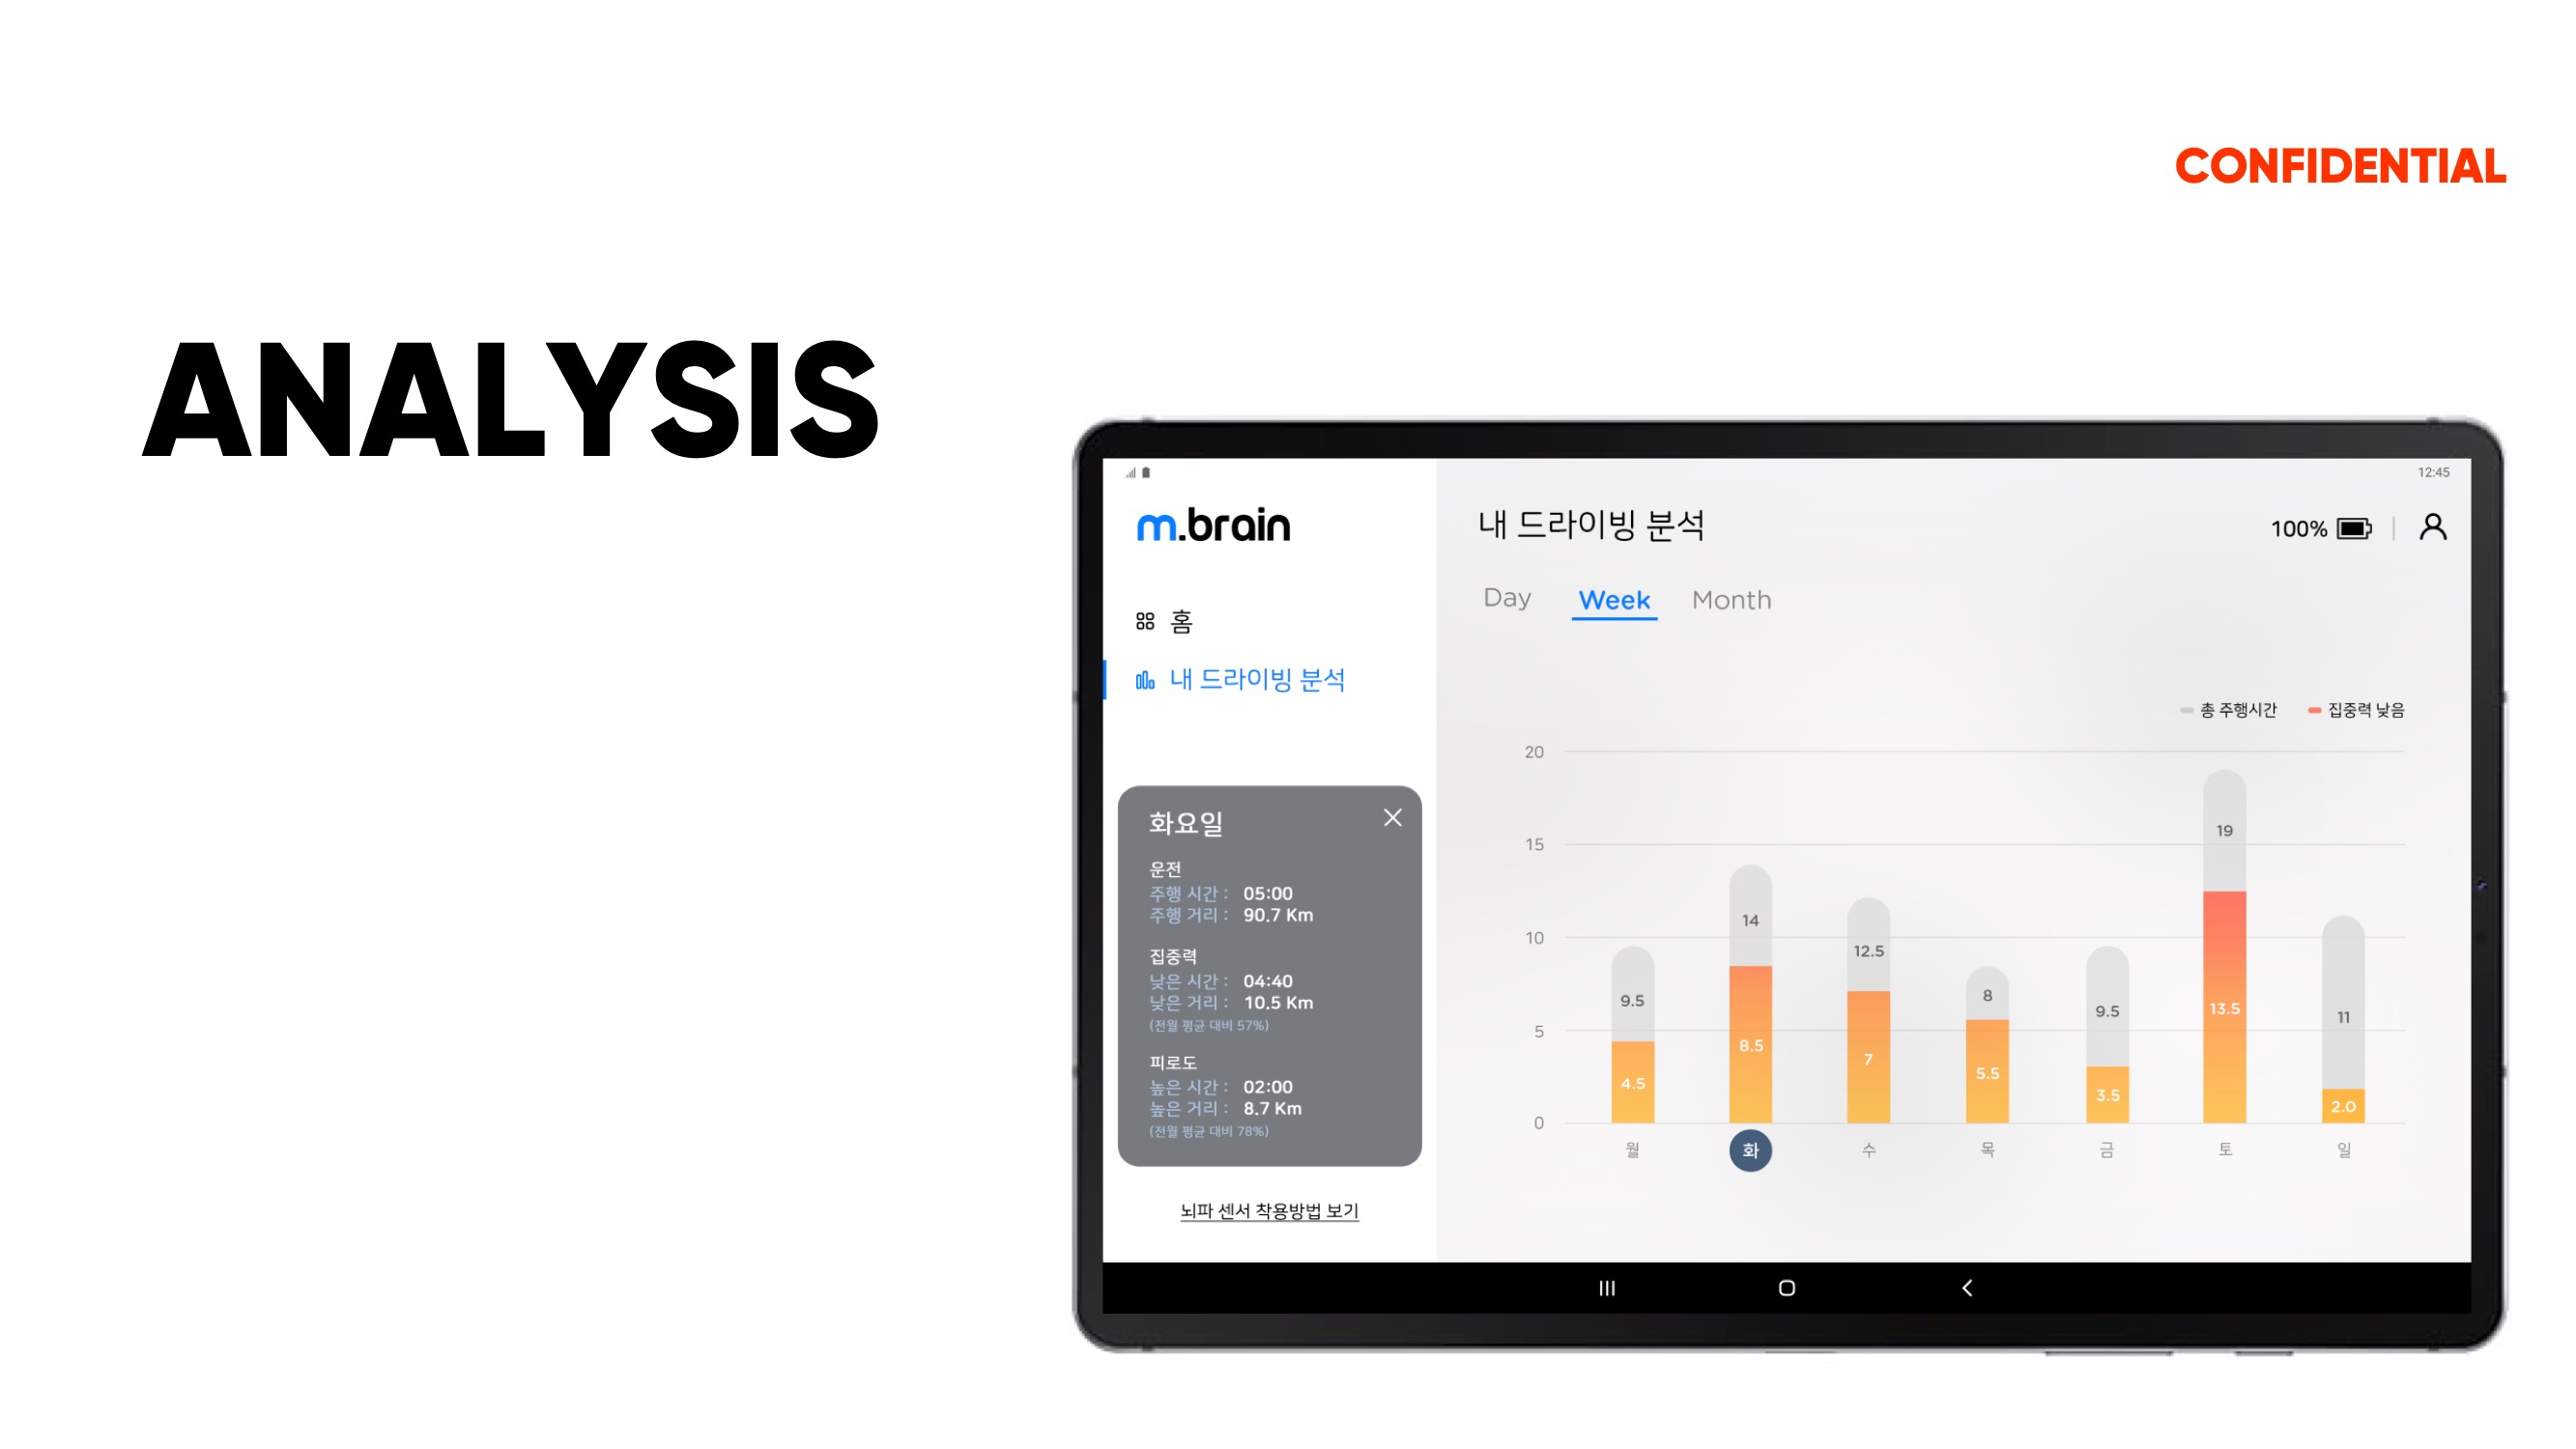 CONFIDENTIAL
ANALYSIS
12:45
m.brain
홈
내 드라이빙 분석
화요일
운전
주행 시간 : 05:00
주행 거리 : 90.7 Km
집중력
낮은 시간 : 04:40
낮은 거리 : 10.5 Km
(전월 평균 대비 57%)
피로도
높은 시간 : 02:00
높은 거리 : 8.7 Km
(전월 평균 대비 78%)
뇌파 센서 착용방법 보기
내 드라이빙 분석
100%
Day Week Month
총 주행시간 집중력 낮음
20
15
10
5
0
9.5 14 12.5 8 9.5 19 11
4.5 8.5 7 5.5 3.5 13.5 2.0
월 화 수 목 금 토 일